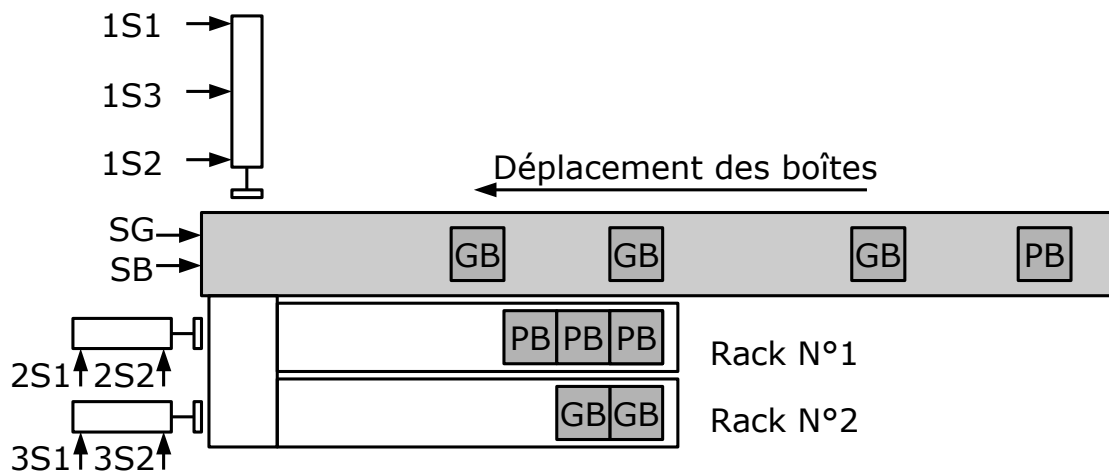 1S1
1S3
1S2
Déplacement des boîtes
SG
SB
GB GB GB PB
PB PB PB
Rack N°1
2S1 2S2
GB GB
Rack N°2
3S1 3S2